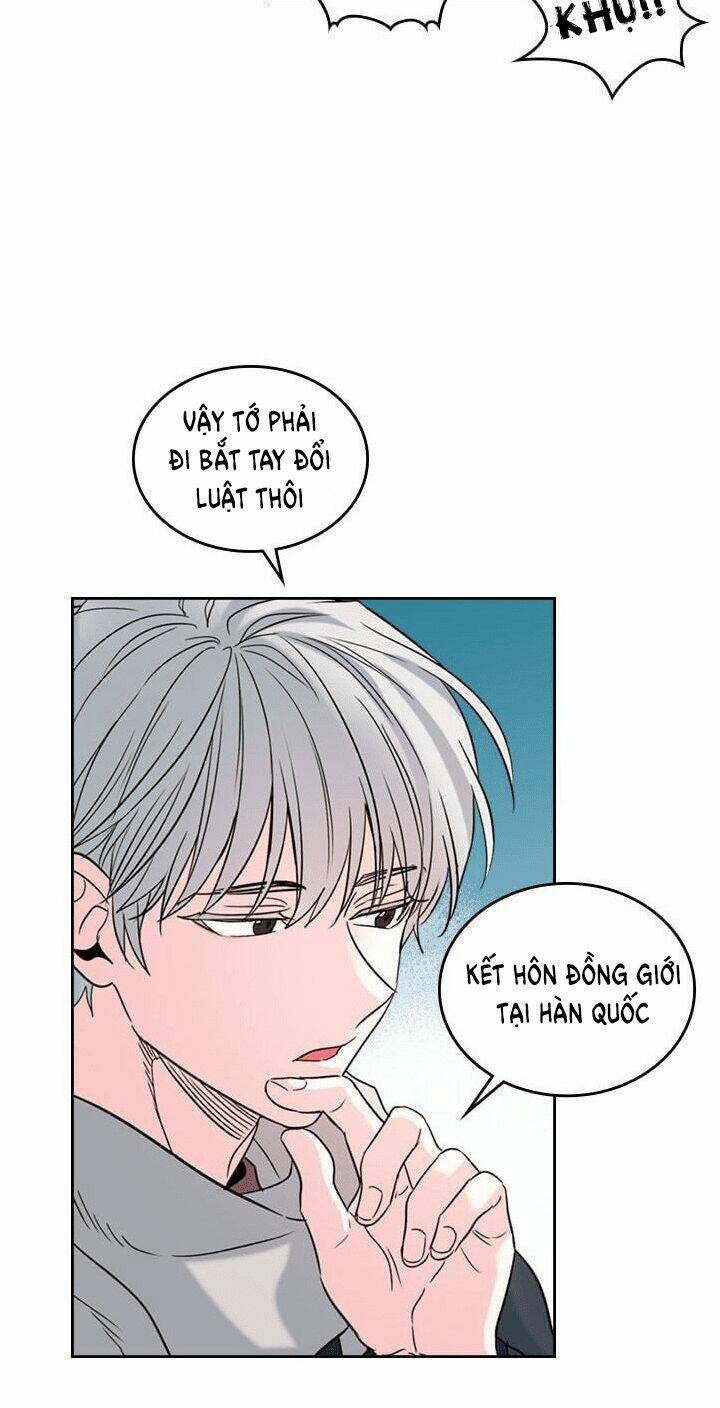 KHỤ!!
VẬY TỚ PHẢI
ĐI BẮT TAY ĐỔI
LUẬT THÔI
KẾT HÔN ĐỒNG GIỚI
TẠI HÀN QUỐC